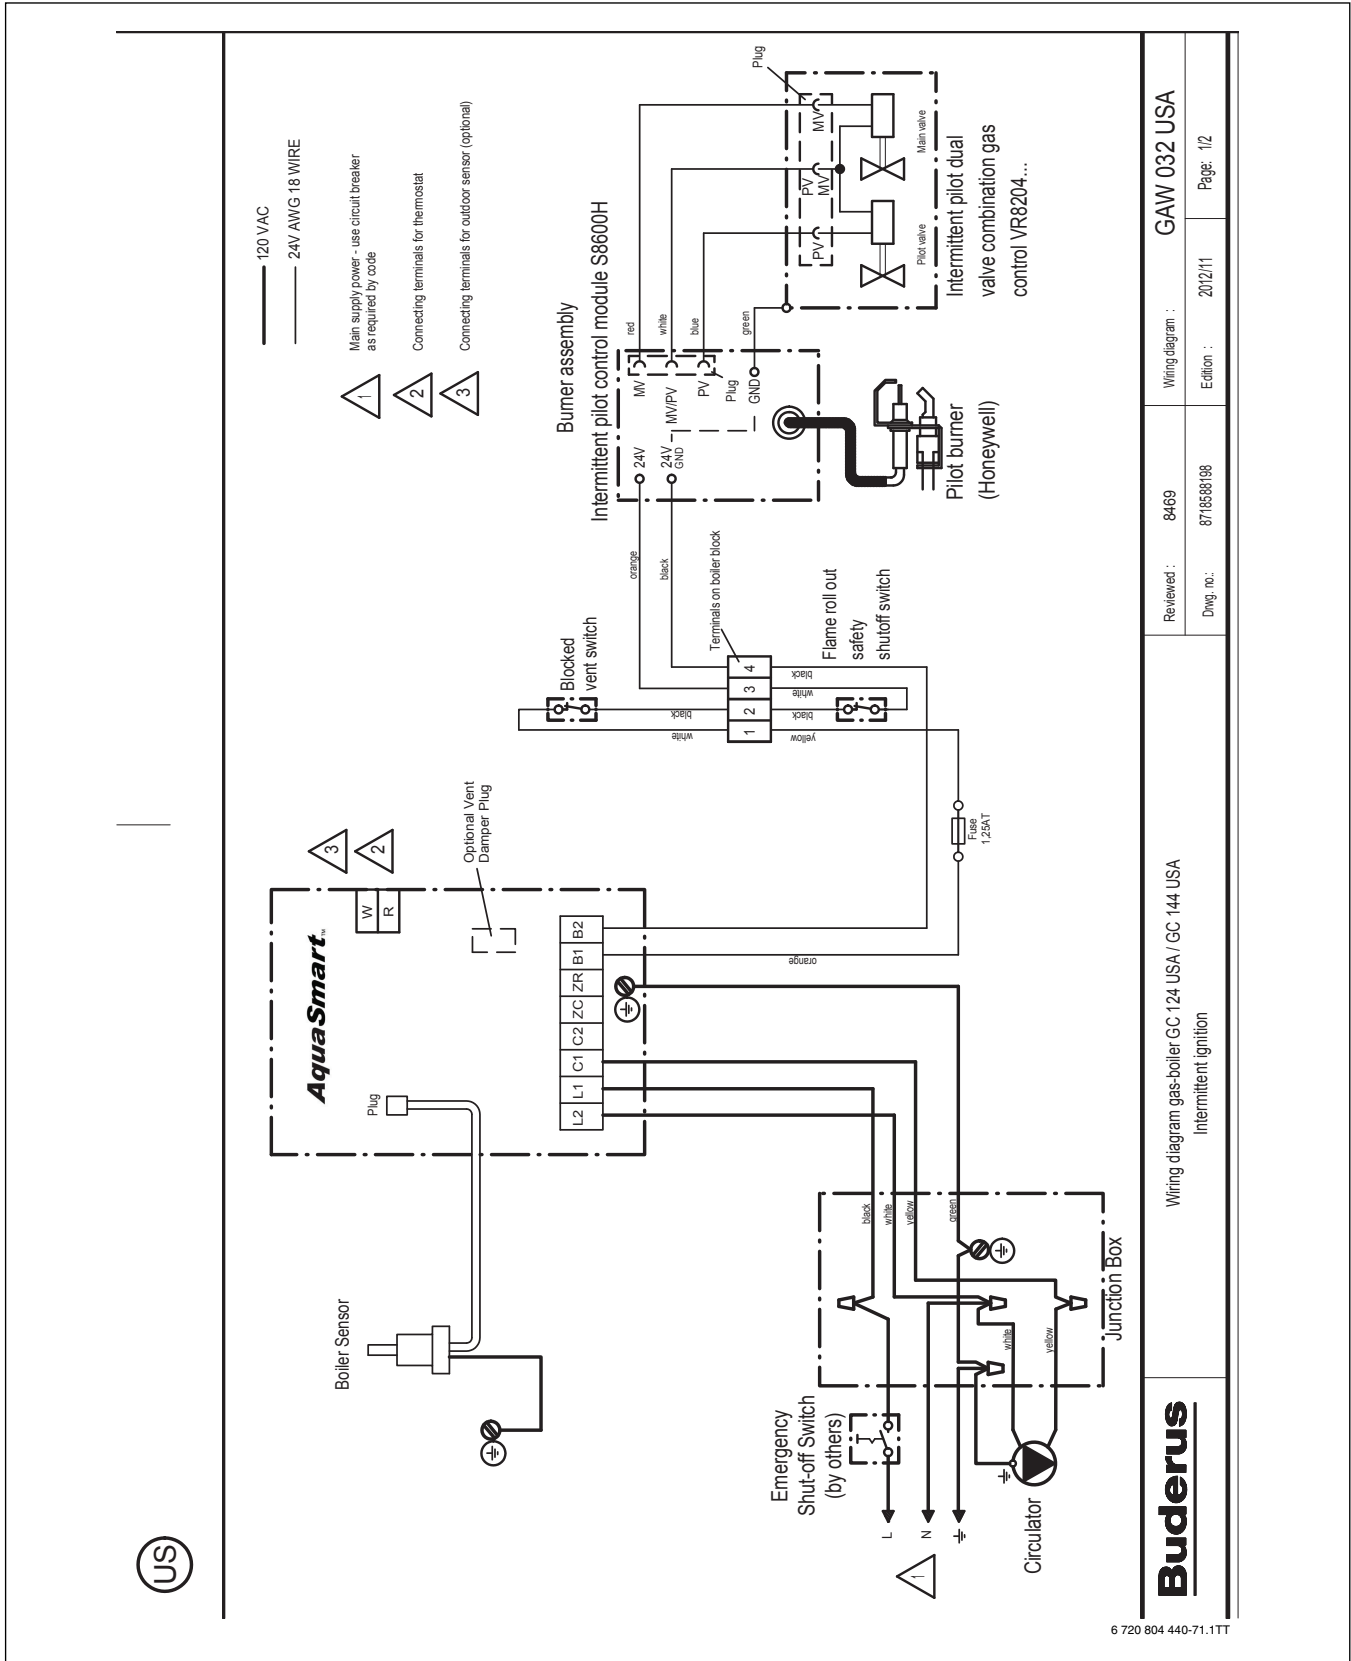 US
120 VAC
24V AWG 18 WIRE
1
Main supply power - use circuit breaker
as required by code
2
Connecting terminals for thermostat
3
Connecting terminals for outdoor sensor (optional)
3
2
AquaSmart™
W
R
Optional Vent
Damper Plug
Plug
Boiler Sensor
L2
L1
C1
C2
ZC
ZR
B1
B2
orange
Fuse
1,25AT
Blocked
vent switch
white
black
Terminals on boiler block
1
2
3
4
yellow
black
white
black
Flame roll out
safety
shutoff switch
Burner assembly
Intermittent pilot control module S8600H
orange
black
24V
24V
GND
MV
MV/PV
PV
Plug
GND
red
white
blue
green
Plug
MV
PV
MV
PV
Main valve
Pilot valve
Intermittent pilot dual
valve combination gas
control VR8204...
Pilot burner
(Honeywell)
Emergency
Shut-off Switch
(by others)
L
N
1
Circulator
black
white
yellow
green
white
yellow
Junction Box
Buderus
Wiring diagram gas-boiler GC 124 USA / GC 144 USA
Intermittent ignition
Reviewed :
8469
Drwg. no.:
8718588198
Wiring diagram :
GAW 032 USA
Edition :
2012/11
Page: 1/2
6 720 804 440-71.1TT